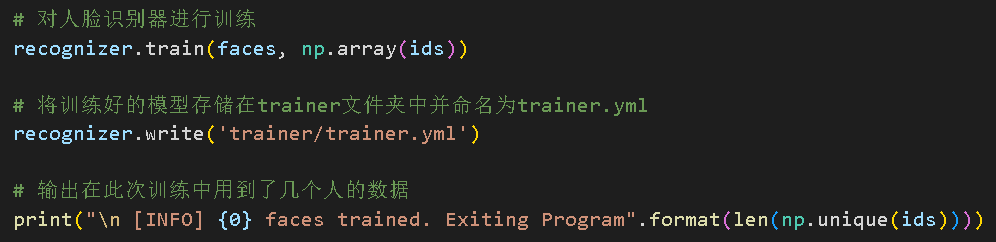 # 对人脸识别器进行训练
recognizer.train(faces, np.array(ids))
# 将训练好的模型存储在trainer文件夹中并命名为trainer.yml
recognizer.write('trainer/trainer.yml')
# 输出在此次训练中用到了几个人的数据
print("\n [INFO] {0} faces trained. Exiting Program".format(len(np.unique(ids))))